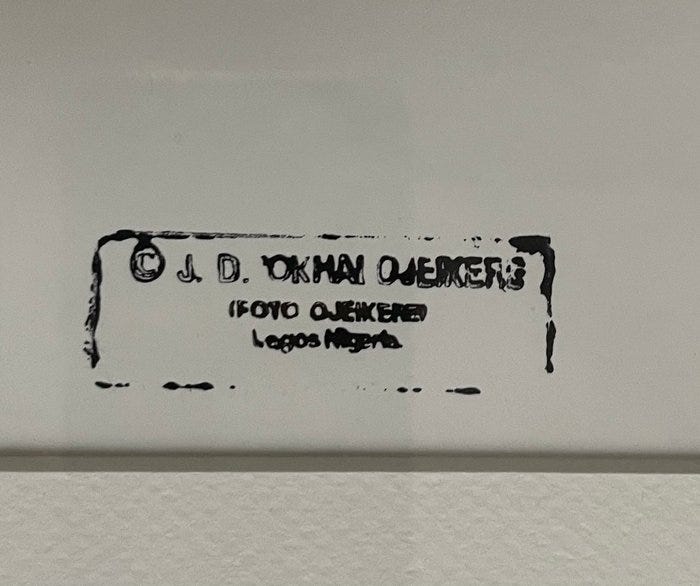 © J. D. 'OKHAI OJEIKERE
(FOTO OJEIKERE)
Lagos Nigeria.